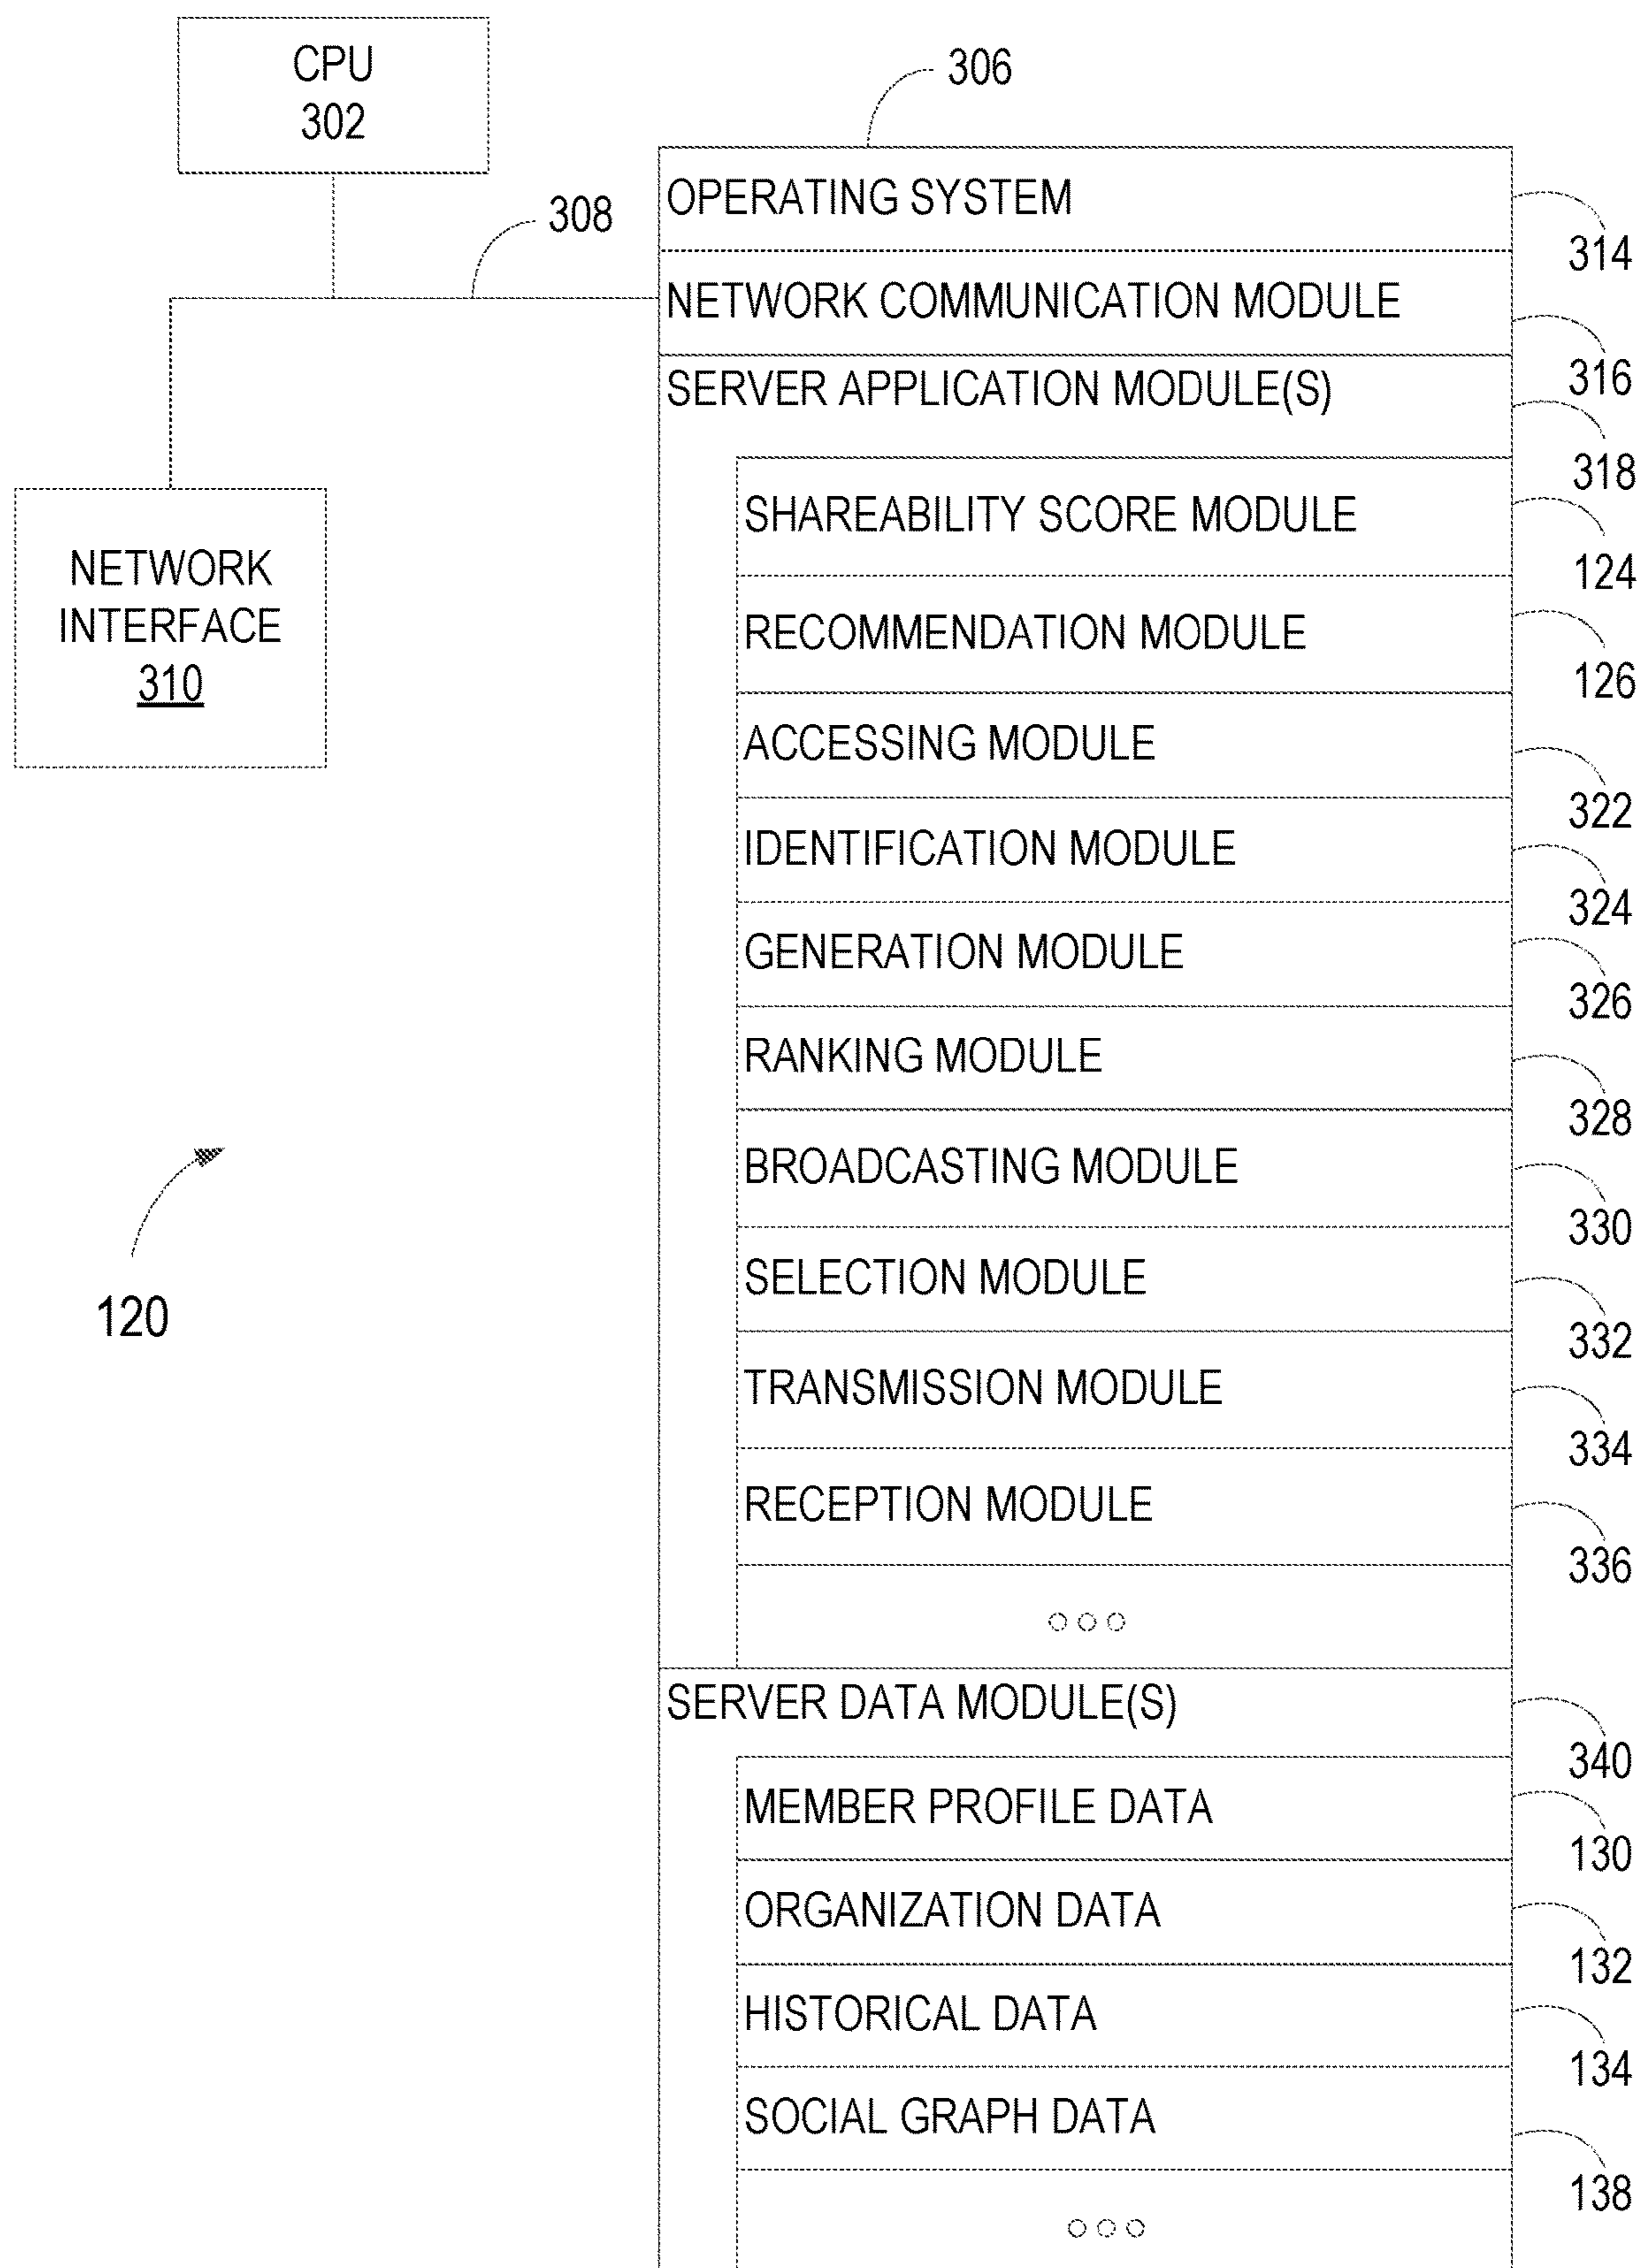 CPU
302
306
308
OPERATING SYSTEM
314
NETWORK COMMUNICATION MODULE
316
SERVER APPLICATION MODULE(S)
318
NETWORK
INTERFACE
310
SHAREABILITY SCORE MODULE
124
RECOMMENDATION MODULE
126
ACCESSING MODULE
322
IDENTIFICATION MODULE
324
GENERATION MODULE
326
RANKING MODULE
328
BROADCASTING MODULE
330
120
SELECTION MODULE
332
TRANSMISSION MODULE
334
RECEPTION MODULE
336
SERVER DATA MODULE(S)
340
MEMBER PROFILE DATA
130
ORGANIZATION DATA
132
HISTORICAL DATA
134
SOCIAL GRAPH DATA
138